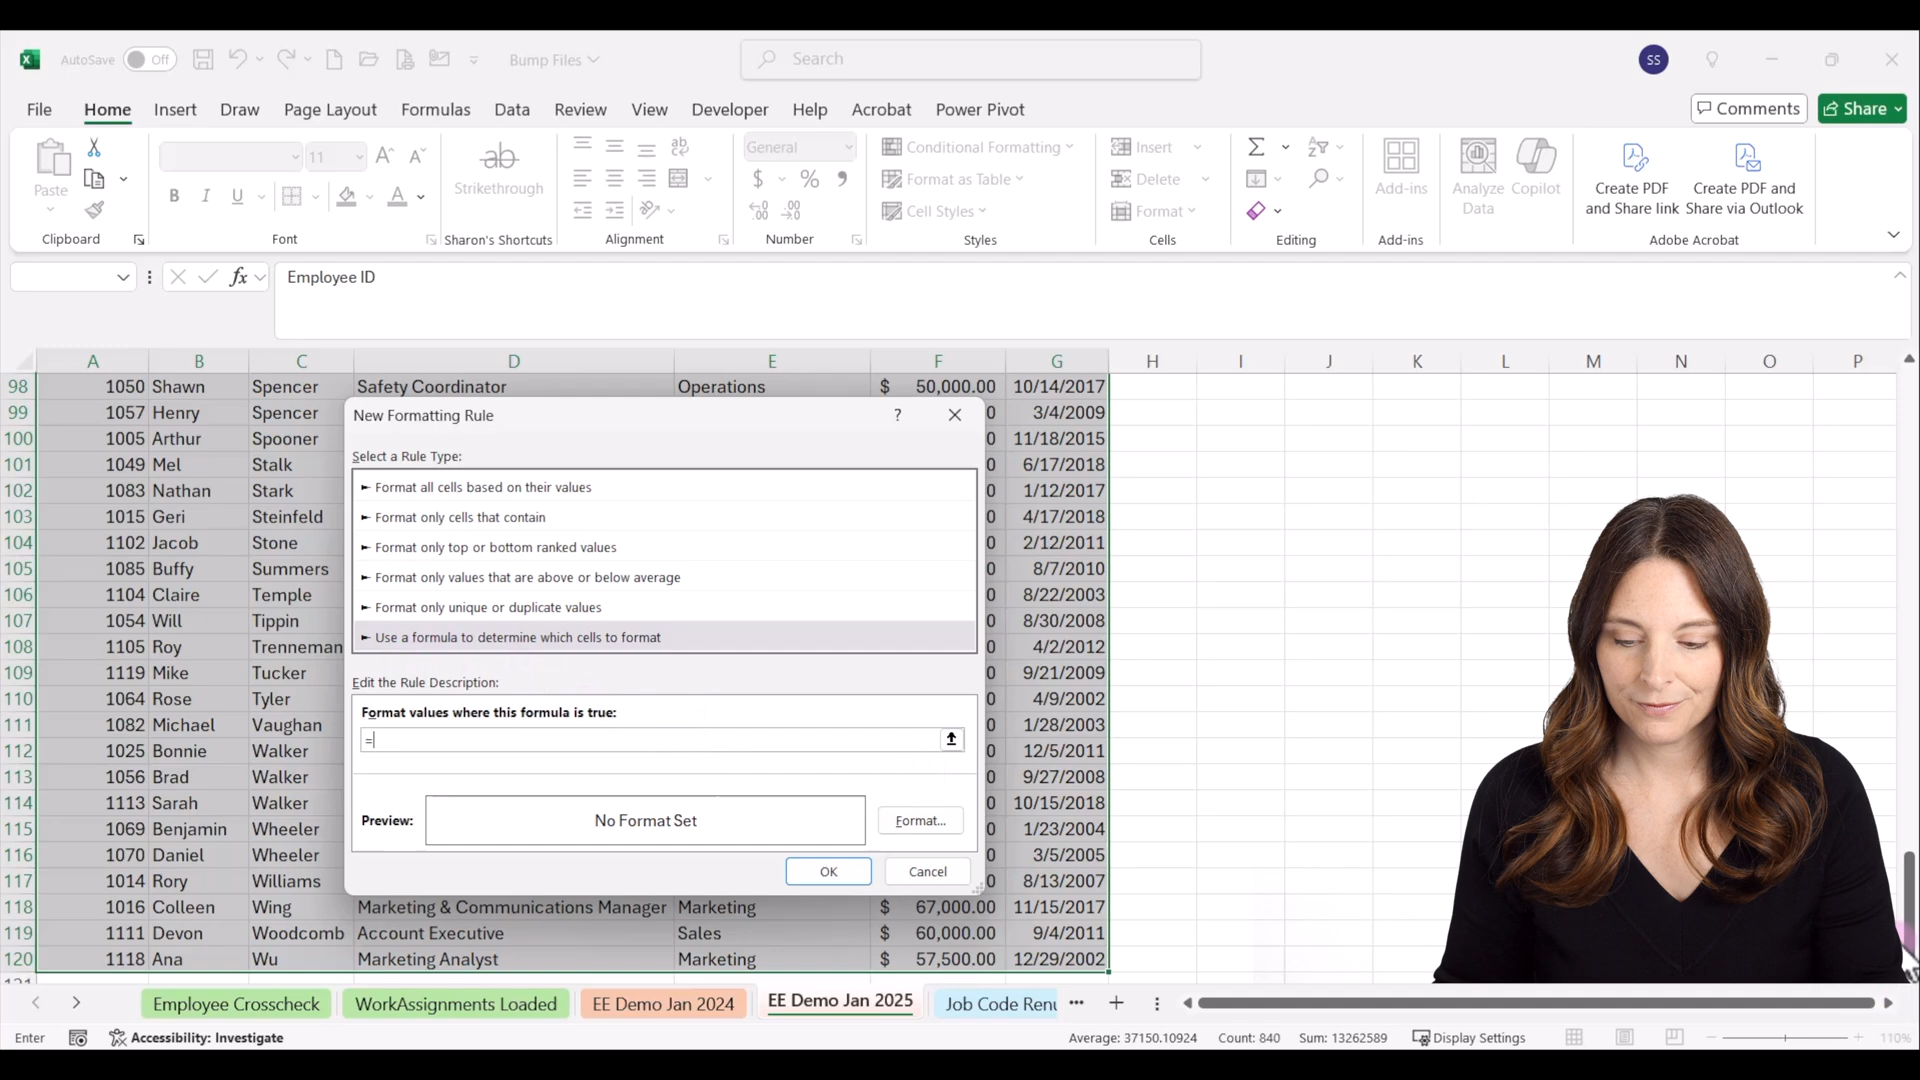 AutoSave Off Bump Files Search SS
File Home Insert Draw Page Layout Formulas Data Review View Developer Help Acrobat Power Pivot Comments Share
Paste
Clipboard
11
B I U A
Font
ab
Strikethrough
Sharon's Shortcuts
Alignment
General
$ % 9
Number
Conditional Formatting
Format as Table
Cell Styles
Styles
Insert
Delete
Format
Cells
Editing
Add-ins
Add-ins
Analyze
Data
Copilot
Create PDF
and Share link
Create PDF and
Share via Outlook
Adobe Acrobat
fx Employee ID
A B C D E F G H I J K L M N O P
98 1050 Shawn Spencer Safety Coordinator Operations $ 50,000.00 10/14/2017
99 1057 Henry Spencer 0 3/4/2009
100 1005 Arthur Spooner 0 11/18/2015
101 1049 Mel Stalk 0 6/17/2018
102 1083 Nathan Stark 0 1/12/2017
103 1015 Geri Steinfeld 0 4/17/2018
104 1102 Jacob Stone 0 2/12/2011
105 1085 Buffy Summers 0 8/7/2010
106 1104 Claire Temple 0 8/22/2003
107 1054 Will Tippin 0 8/30/2008
108 1105 Roy Trenneman 0 4/2/2012
109 1119 Mike Tucker 0 9/21/2009
110 1064 Rose Tyler 0 4/9/2002
111 1082 Michael Vaughan 0 1/28/2003
112 1025 Bonnie Walker 0 12/5/2011
113 1056 Brad Walker 0 9/27/2008
114 1113 Sarah Walker 0 10/15/2018
115 1069 Benjamin Wheeler 0 1/23/2004
116 1070 Daniel Wheeler 0 3/5/2005
117 1014 Rory Williams 0 8/13/2007
118 1016 Colleen Wing Marketing & Communications Manager Marketing $ 67,000.00 11/15/2017
119 1111 Devon Woodcomb Account Executive Sales $ 60,000.00 9/4/2011
120 1118 Ana Wu Marketing Analyst Marketing $ 57,500.00 12/29/2002
New Formatting Rule ?
Select a Rule Type:
► Format all cells based on their values
► Format only cells that contain
► Format only top or bottom ranked values
► Format only values that are above or below average
► Format only unique or duplicate values
► Use a formula to determine which cells to format
Edit the Rule Description:
Format values where this formula is true:
=
Preview: No Format Set Format...
OK Cancel
Employee Crosscheck WorkAssignments Loaded EE Demo Jan 2024 EE Demo Jan 2025 Job Code Renu
Enter Accessibility: Investigate Average: 37150.10924 Count: 840 Sum: 13262589 Display Settings 110%